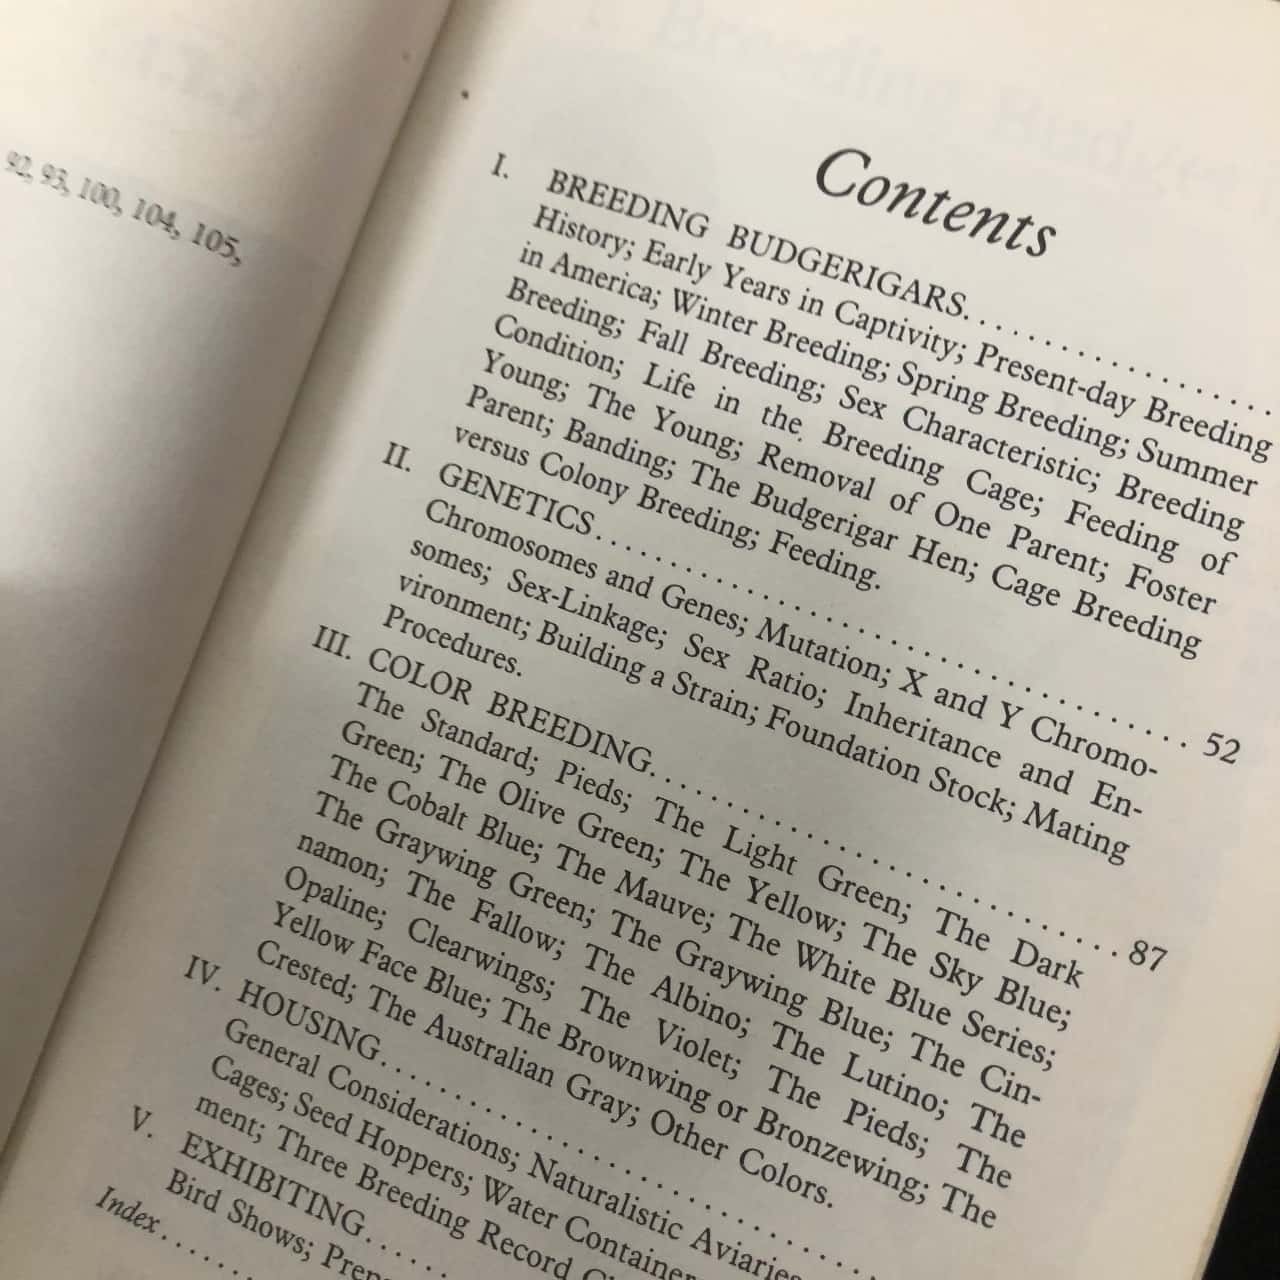 92, 93, 100, 104, 105,
Contents
I. BREEDING BUDGERIGARS. . . . . . . . . . . . . . . . .
History; Early Years in Captivity; Present-day Breeding
in America; Winter Breeding; Spring Breeding; Summer
Breeding; Fall Breeding; Sex Characteristic; Breeding
Condition; Life in the Breeding Cage; Feeding of
Young; The Young; Removal of One Parent; Foster
Parent; Banding; The Budgerigar Hen; Cage Breeding
versus Colony Breeding; Feeding.
II. GENETICS. . . . . . . . . . . . . . . . . . . . . . . . . . . . . . . . . 52
Chromosomes and Genes; Mutation; X and Y Chromo-
somes; Sex-Linkage; Sex Ratio; Inheritance and En-
vironment; Building a Strain; Foundation Stock; Mating
Procedures.
III. COLOR BREEDING. . . . . . . . . . . . . . . . . . . . . . . . . . 87
The Standard; Pieds; The Light Green; The Dark
Green; The Olive Green; The Yellow; The Sky Blue;
The Cobalt Blue; The Mauve; The White Blue Series;
The Graywing Green; The Graywing Blue; The Cin-
namon; The Fallow; The Albino; The Lutino; The
Opaline; Clearwings; The Violet; The Pieds; The
Yellow Face Blue; The Brownwing or Bronzewing; The
Crested; The Australian Gray; Other Colors.
IV. HOUSING. . . . . . . . . . . . . . . . . . . . . . . . . . .
General Considerations; Naturalistic Aviaries
Cages; Seed Hoppers; Water Container
ment; Three Breeding Record
V. EXHIBITING. . . . . .
Bird Shows;
Index . . . . . . .